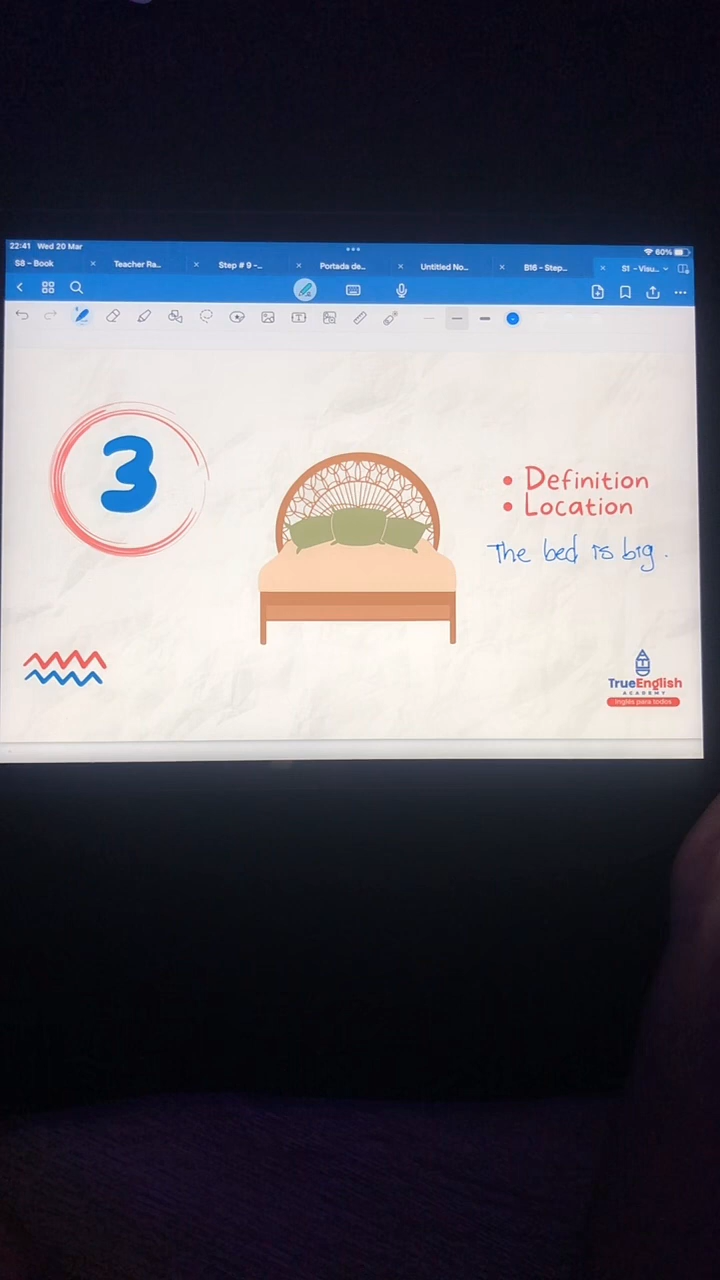 22:41 Wed 20 Mar
60%
S8 – Book
Teacher Ra...
Step # 9 –...
Portada de...
Untitled No...
B16 – Step...
S1 – Visu...
3
• Definition
• Location
The bed is big.
TrueEnglish
ACADEMY
Inglés para todos